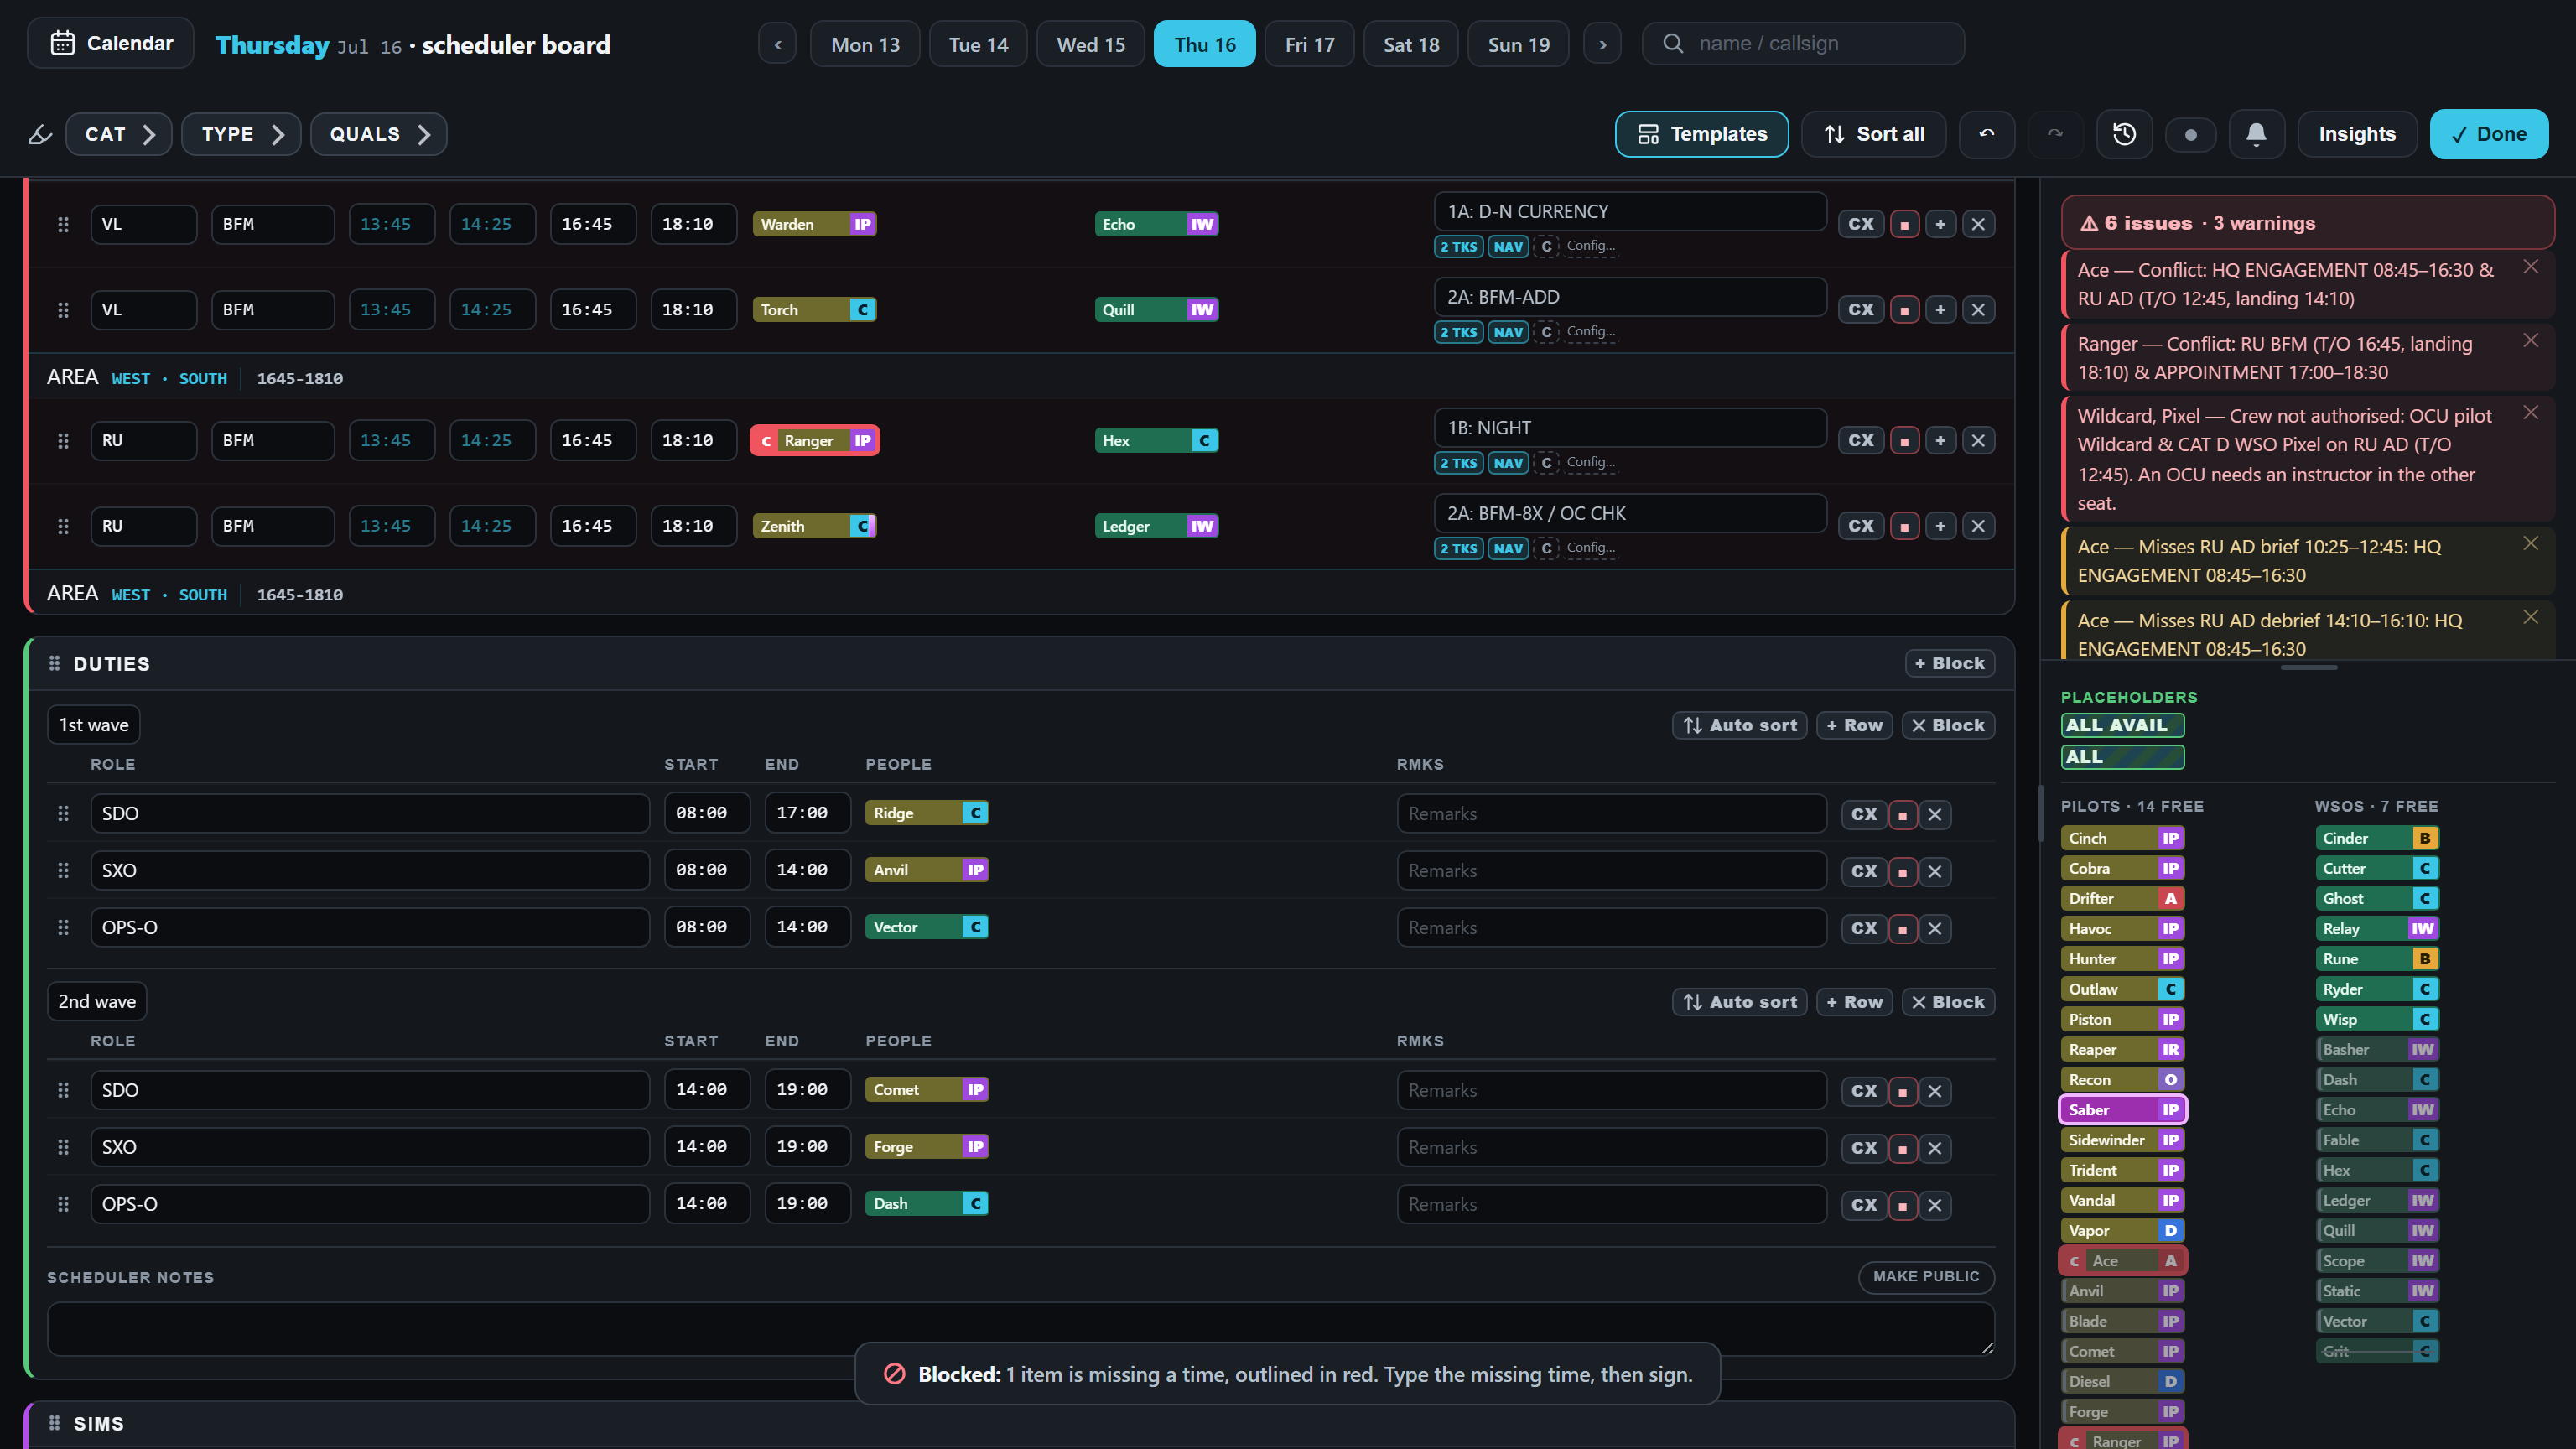 Calendar
Thursday Jul 16 · scheduler board
‹ Mon 13 Tue 14 Wed 15 Thu 16 Fri 17 Sat 18 Sun 19 ›
name / callsign
CAT TYPE QUALS
Templates Sort all Insights ✓ Done
VL BFM 13:45 14:25 16:45 18:10 Warden IP Echo IW 1A: D-N CURRENCY CX + ×
2 TKS NAV C Config...
VL BFM 13:45 14:25 16:45 18:10 Torch C Quill IW 2A: BFM-ADD CX + ×
2 TKS NAV C Config...
AREA WEST · SOUTH 1645-1810
RU BFM 13:45 14:25 16:45 18:10 c Ranger IP Hex C 1B: NIGHT CX + ×
2 TKS NAV C Config...
RU BFM 13:45 14:25 16:45 18:10 Zenith C Ledger IW 2A: BFM-8X / OC CHK CX + ×
2 TKS NAV C Config...
AREA WEST · SOUTH 1645-1810
DUTIES + Block
1st wave Auto sort + Row × Block
ROLE START END PEOPLE RMKS
SDO 08:00 17:00 Ridge C Remarks CX ×
SXO 08:00 14:00 Anvil IP Remarks CX ×
OPS-O 08:00 14:00 Vector C Remarks CX ×
2nd wave Auto sort + Row × Block
ROLE START END PEOPLE RMKS
SDO 14:00 19:00 Comet IP Remarks CX ×
SXO 14:00 19:00 Forge IP Remarks CX ×
OPS-O 14:00 19:00 Dash C Remarks CX ×
SCHEDULER NOTES MAKE PUBLIC
Blocked: 1 item is missing a time, outlined in red. Type the missing time, then sign.
SIMS
⚠ 6 issues · 3 warnings
Ace — Conflict: HQ ENGAGEMENT 08:45–16:30 &
RU AD (T/O 12:45, landing 14:10)
Ranger — Conflict: RU BFM (T/O 16:45, landing
18:10) & APPOINTMENT 17:00–18:30
Wildcard, Pixel — Crew not authorised: OCU pilot
Wildcard & CAT D WSO Pixel on RU AD (T/O
12:45). An OCU needs an instructor in the other
seat.
Ace — Misses RU AD brief 10:25–12:45: HQ
ENGAGEMENT 08:45–16:30
Ace — Misses RU AD debrief 14:10–16:10: HQ
ENGAGEMENT 08:45–16:30
PLACEHOLDERS
ALL AVAIL
ALL
PILOTS · 14 FREE WSOS · 7 FREE
Cinch IP Cinder B
Cobra IP Cutter C
Drifter A Ghost C
Havoc IP Relay IW
Hunter IP Rune B
Outlaw C Ryder C
Piston IP Wisp C
Reaper IR Basher IW
Recon O Dash C
Saber IP Echo IW
Sidewinder IP Fable C
Trident IP Hex C
Vandal IP Ledger IW
Vapor D Quill IW
c Ace A Scope IW
Anvil IP Static IW
Blade IP Vector C
Comet IP Grit C
Diesel D
Forge IP
c Ranger IP